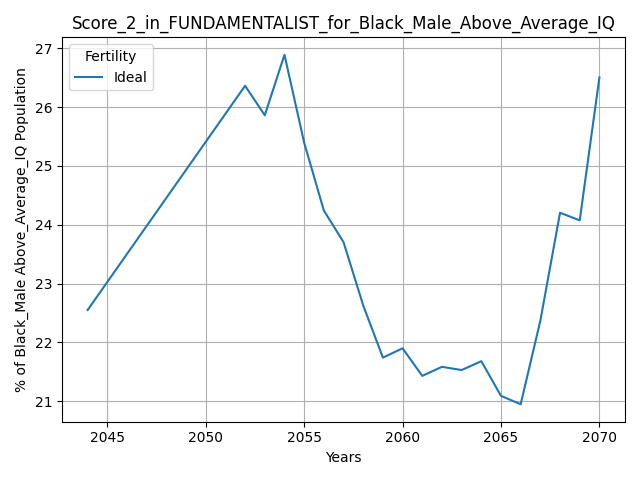 Score_2_in_FUNDAMENTALIST_for_Black_Male_Above_Average_IQ
Fertility
Ideal
% of Black_Male Above_Average_IQ Population
27
26
25
24
23
22
21
2045 2050 2055 2060 2065 2070
Years